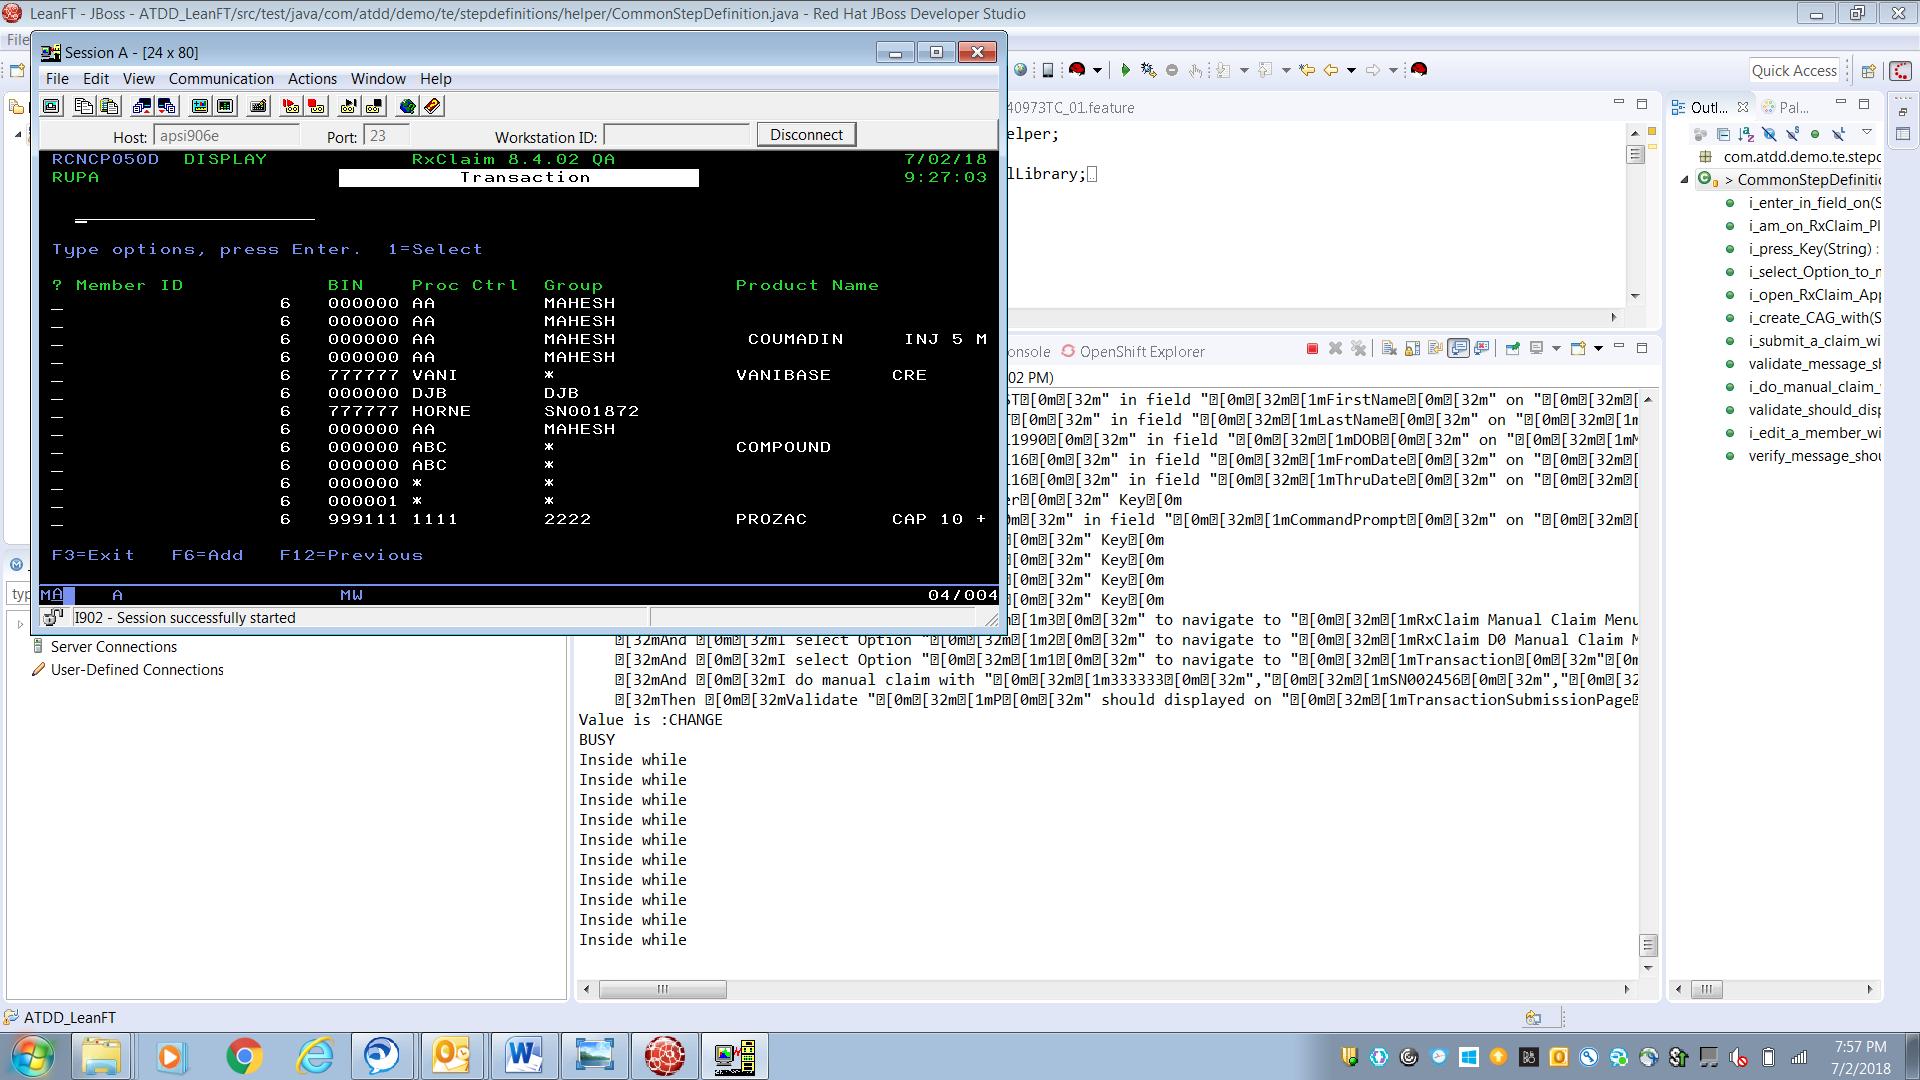 LeanFT - JBoss - ATDD_LeanFT/src/test/java/com/atdd/demo/te/stepdefinitions/helper/CommonStepDefinition.java - Red Hat JBoss Developer Studio
File
Session A - [24 x 80]
File Edit View Communication Actions Window Help
Host: apsi906e Port: 23 Workstation ID: Disconnect
RCNCP050D DISPLAY RxClaim 8.4.02 QA 7/02/18
RUPA Transaction 9:27:03
Type options, press Enter. 1=Select
? Member ID BIN Proc Ctrl Group Product Name
6 000000 AA MAHESH
6 000000 AA MAHESH
6 000000 AA MAHESH COUMADIN INJ 5 M
6 000000 AA MAHESH
6 777777 VANI * VANIBASE CRE
6 000000 DJB DJB
6 777777 HORNE SN001872
6 000000 AA MAHESH
6 000000 ABC * COMPOUND
6 000000 ABC *
6 000000 * *
6 000001 * *
6 999111 1111 2222 PROZAC CAP 10 +
F3=Exit F6=Add F12=Previous
MA A MW 04/004
I902 - Session successfully started
Quick Access
40973TC_01.feature
elper;
lLibrary;
Outl... Pal...
com.atdd.demo.te.stepd
> CommonStepDefinitio
i_enter_in_field_on(S
i_am_on_RxClaim_Pl
i_press_Key(String) :
i_select_Option_to_n
i_open_RxClaim_App
i_create_CAG_with(S
i_submit_a_claim_wi
validate_message_sh
i_do_manual_claim_
validate_should_disp
i_edit_a_member_wi
verify_message_shou
onsole OpenShift Explorer
02 PM)
ST[0m[32m" in field "[0m[32m[1mFirstName[0m[32m" on "[0m[32m[
T[0m[32m" in field "[0m[32m[1mLastName[0m[32m" on "[0m[32m[1m
1990[0m[32m" in field "[0m[32m[1mDOB[0m[32m" on "[0m[32m[1mM
116[0m[32m" in field "[0m[32m[1mFromDate[0m[32m" on "[0m[32m[
116[0m[32m" in field "[0m[32m[1mThruDate[0m[32m" on "[0m[32m[
er[0m[32m" Key[0m
0m[32m" in field "[0m[32m[1mCommandPrompt[0m[32m" on "[0m[32m[
[0m[32m" Key[0m
[0m[32m" Key[0m
[0m[32m" Key[0m
[0m[32m" Key[0m
[1m3[0m[32m" to navigate to "[0m[32m[1mRxClaim Manual Claim Menu
[32mAnd [0m[32mI select Option "[0m[32m[1m2[0m[32m" to navigate to "[0m[32m[1mRxClaim D0 Manual Claim M
[32mAnd [0m[32mI select Option "[0m[32m[1m1[0m[32m" to navigate to "[0m[32m[1mTransaction[0m[32m"[0m
[32mAnd [0m[32mI do manual claim with "[0m[32m[1m333333[0m[32m","[0m[32m[1mSN002456[0m[32m","[0m[32
[32mThen [0m[32mValidate "[0m[32m[1mP[0m[32m" should displayed on "[0m[32m[1mTransactionSubmissionPage
Value is :CHANGE
BUSY
Inside while
Inside while
Inside while
Inside while
Inside while
Inside while
Inside while
Inside while
Inside while
Inside while
typ
Server Connections
User-Defined Connections
ATDD_LeanFT
7:57 PM
7/2/2018